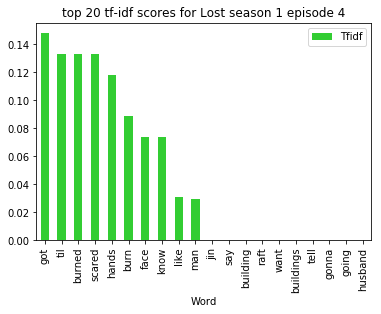 top 20 tf-idf scores for Lost season 1 episode 4
Tfidf
0.14
0.12
0.10
0.08
0.06
0.04
0.02
0.00
got
til
burned
scared
hands
burn
face
know
like
man
jin
say
building
raft
want
buildings
tell
gonna
going
husband
Word